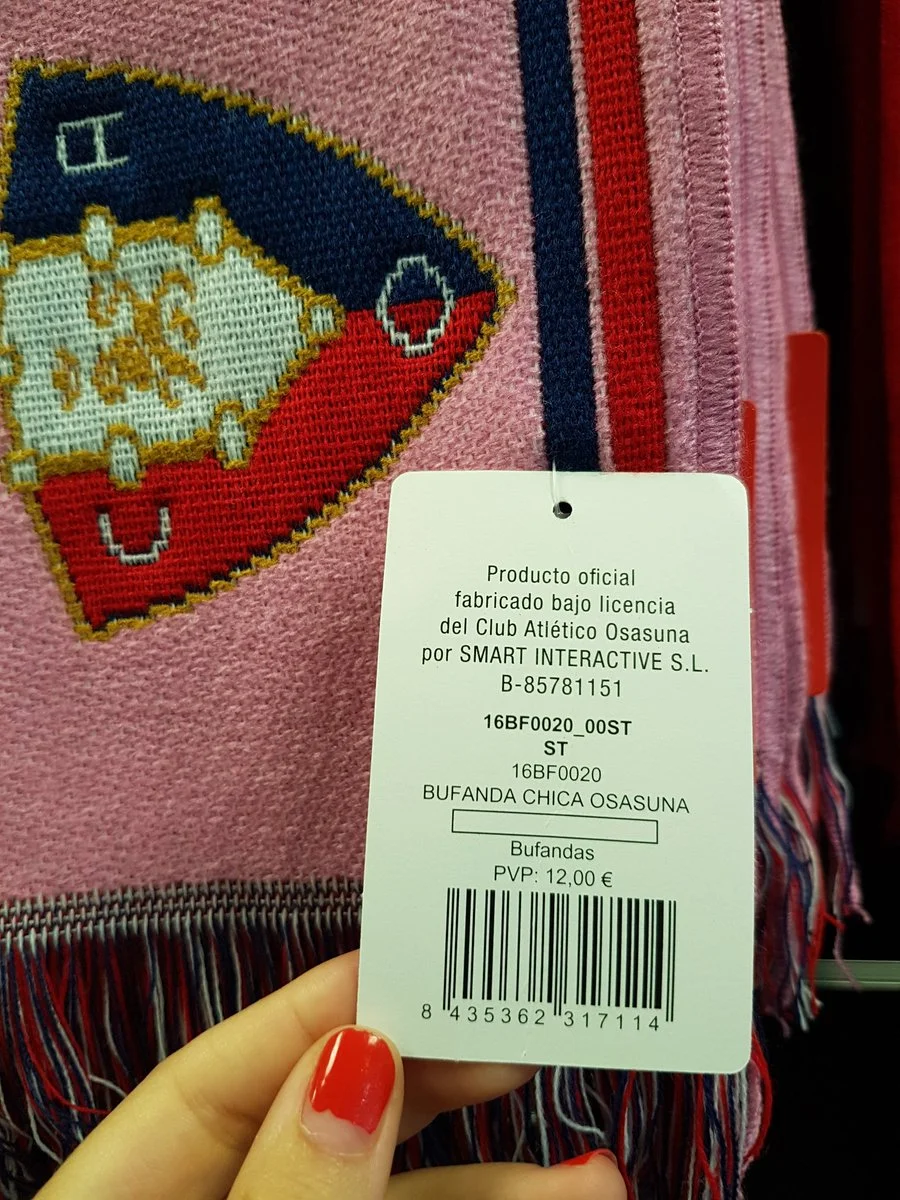 Producto oficial
fabricado bajo licencia
del Club Atlético Osasuna
por SMART INTERACTIVE S.L.
B-85781151
16BF0020_00ST
ST
16BF0020
BUFANDA CHICA OSASUNA
Bufandas
PVP: 12,00 €
8 435362 317114